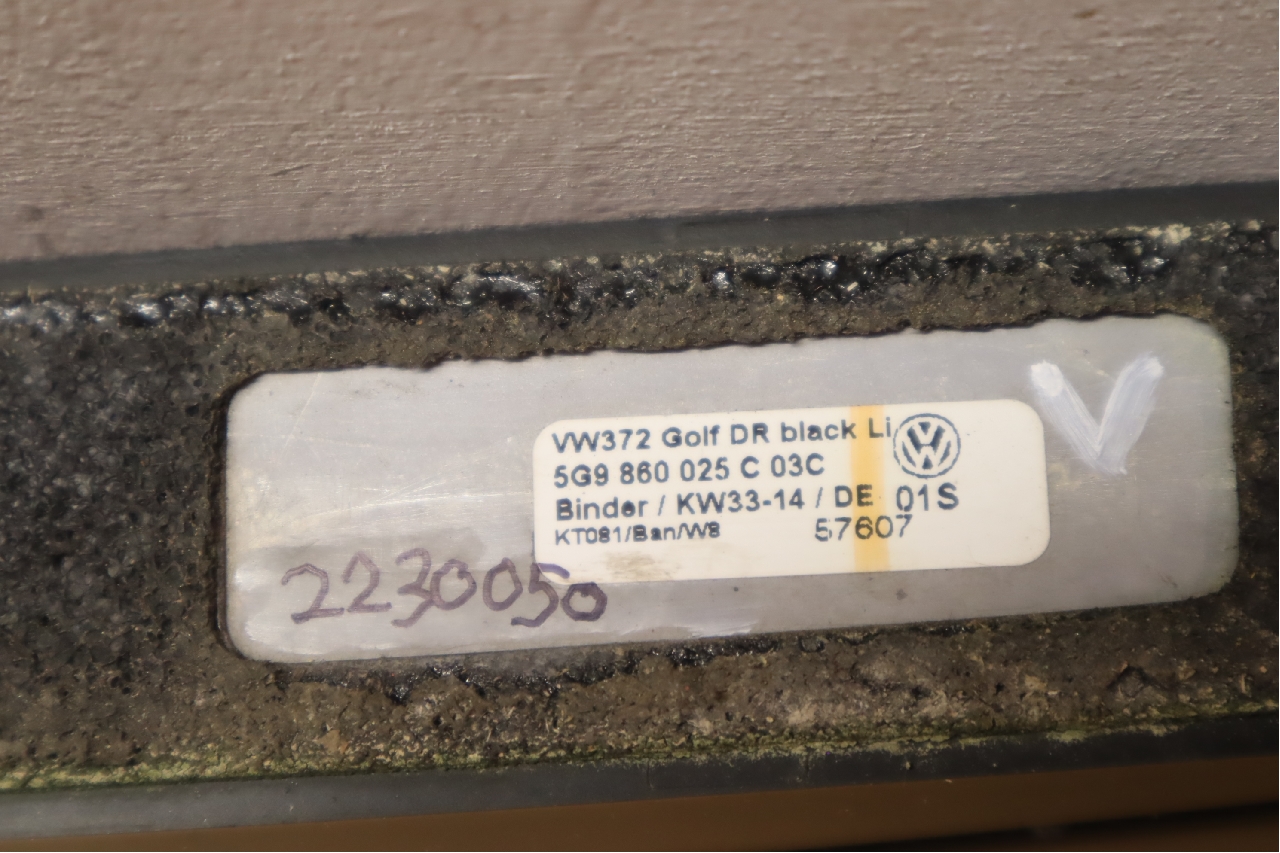 V
VW372 Golf DR black Li
5G9 860 025 C 03C
Binder / KW33-14 / DE 01S
KT081/Ban/W8 57607
2230050